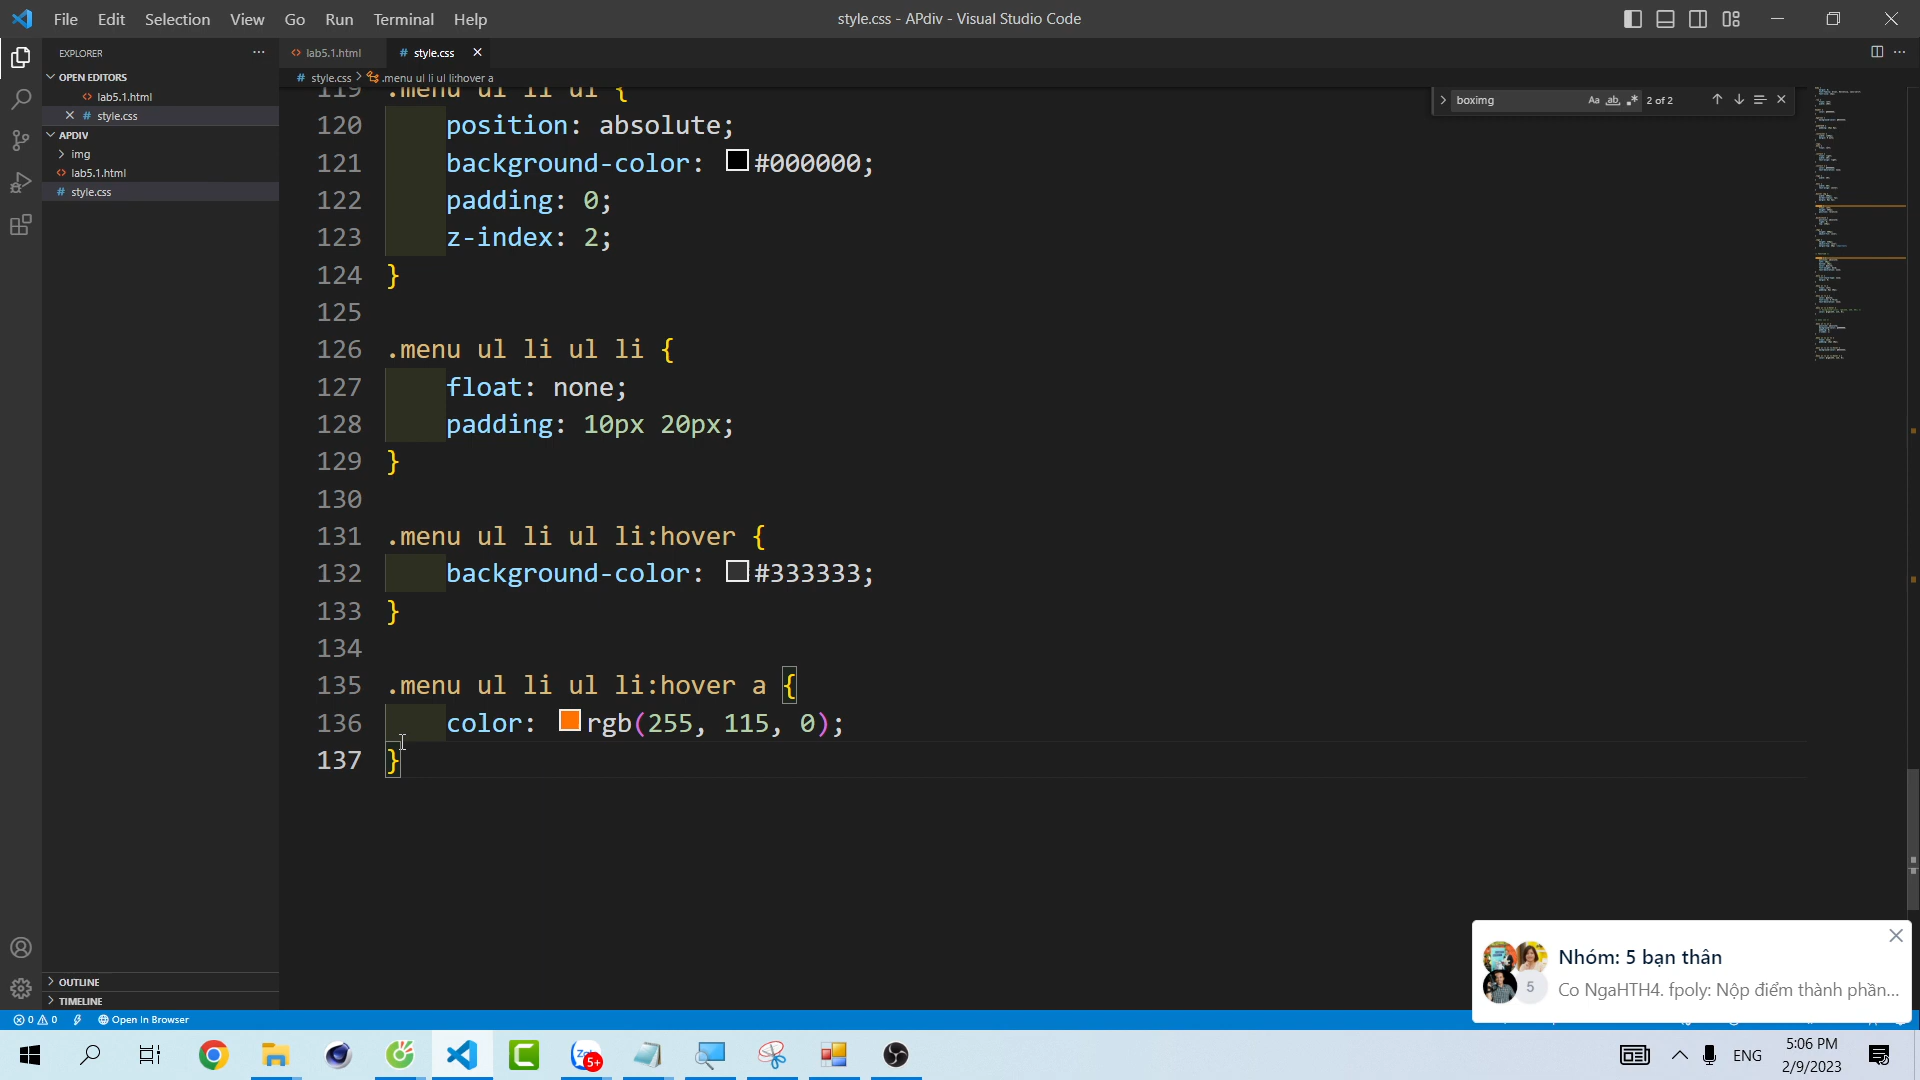 File Edit Selection View Go Run Terminal Help
style.css - APdiv - Visual Studio Code
EXPLORER
OPEN EDITORS
lab5.1.html
style.css
APDIV
img
lab5.1.html
style.css
OUTLINE
TIMELINE
lab5.1.html
style.css
style.css > .menu ul li ul li:hover a
boximg
Aa ab .*
2 of 2
119 .menu ul li ul {
120 position: absolute;
121 background-color: #000000;
122 padding: 0;
123 z-index: 2;
124 }
125
126 .menu ul li ul li {
127 float: none;
128 padding: 10px 20px;
129 }
130
131 .menu ul li ul li:hover {
132 background-color: #333333;
133 }
134
135 .menu ul li ul li:hover a {
136 color: rgb(255, 115, 0);
137 }
Nhóm: 5 bạn thân
5
Co NgaHTH4. fpoly: Nộp điểm thành phần...
0 0 Open In Browser
5+
ENG
5:06 PM
2/9/2023